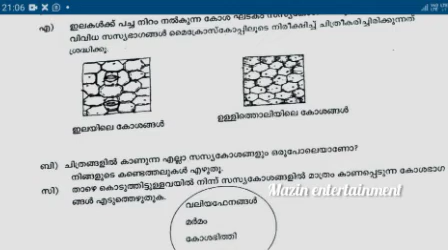 21:06
എ) ഇലകൾക്ക് പച്ച നിറം നൽകുന്ന കോശ ഘടകം
വിവിധ സസ്യഭാഗങ്ങൾ മൈക്രോസ്കോപ്പിലൂടെ നിരീക്ഷിച്ച് ചിത്രീകരിച്ചിരിക്കുന്നത്
ശ്രദ്ധിക്കൂ.
ഇലയിലെ കോശങ്ങൾ
ഉള്ളിത്തൊലിയിലെ കോശങ്ങൾ
ബി) ചിത്രങ്ങളിൽ കാണുന്ന എല്ലാ സസ്യകോശങ്ങളും ഒരുപോലെയാണോ?
നിങ്ങളുടെ കണ്ടെത്തലുകൾ എഴുതൂ.
സി) താഴെ കൊടുത്തിട്ടുള്ളവയിൽ നിന്ന് സസ്യകോശങ്ങളിൽ മാത്രം കാണപ്പെടുന്ന കോശഭാഗ
ങ്ങൾ എടുത്തെഴുതുക.
Mazin entertainment
വലിയഫേനങ്ങൾ
മർമം
കോശഭിത്തി